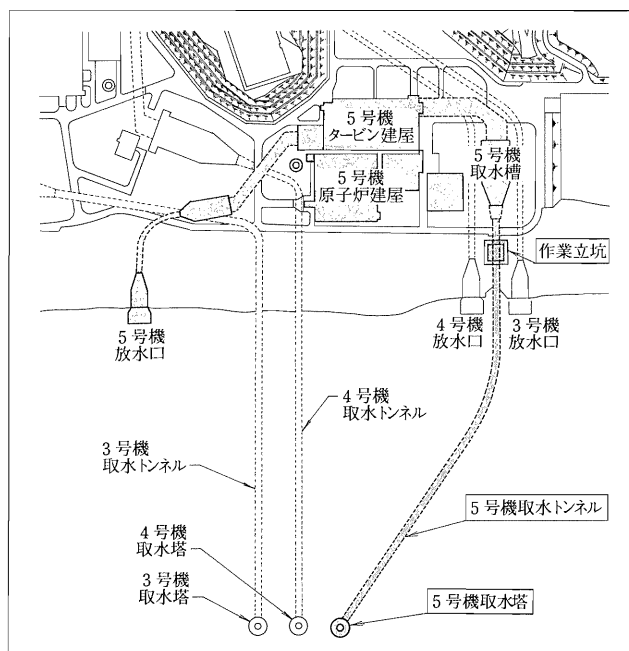 5号機
タービン建屋
5号機
原子炉建屋
5号機
取水槽
作業立坑
5号機
放水口
4号機
放水口
3号機
放水口
4号機
取水トンネル
3号機
取水トンネル
5号機取水トンネル
4号機
取水塔
3号機
取水塔
5号機取水塔